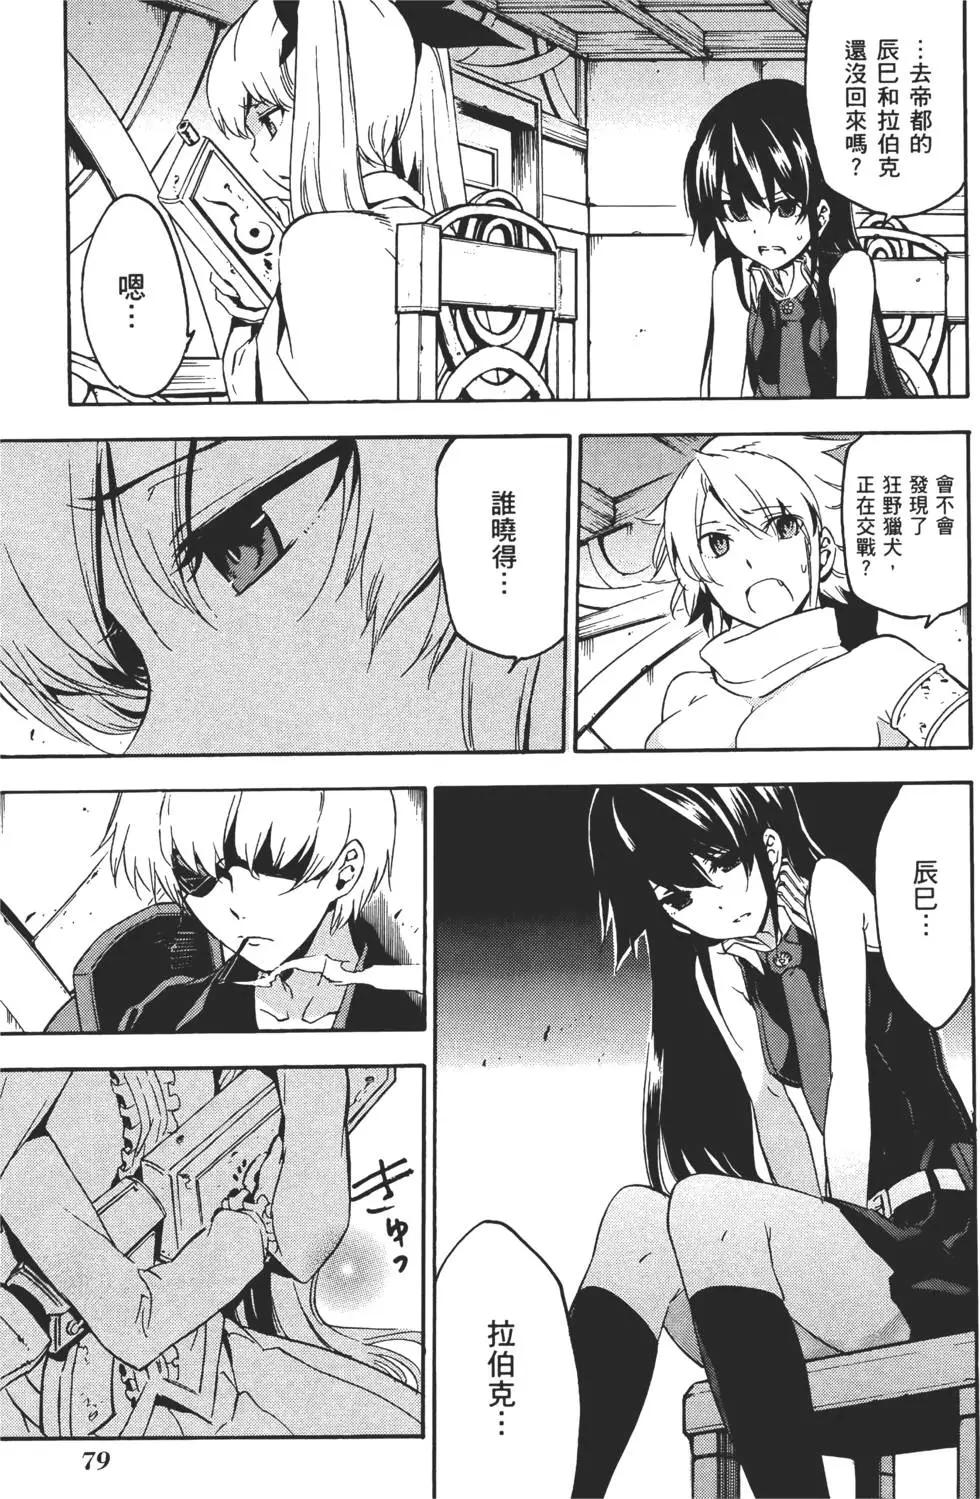 …去帝都的
辰巳和拉伯克
還沒回來嗎？
嗯…
會不會
發現了
狂野獵犬，
正在交戰？
誰曉得…
辰巳…
拉伯克…
ぎゅっ
79